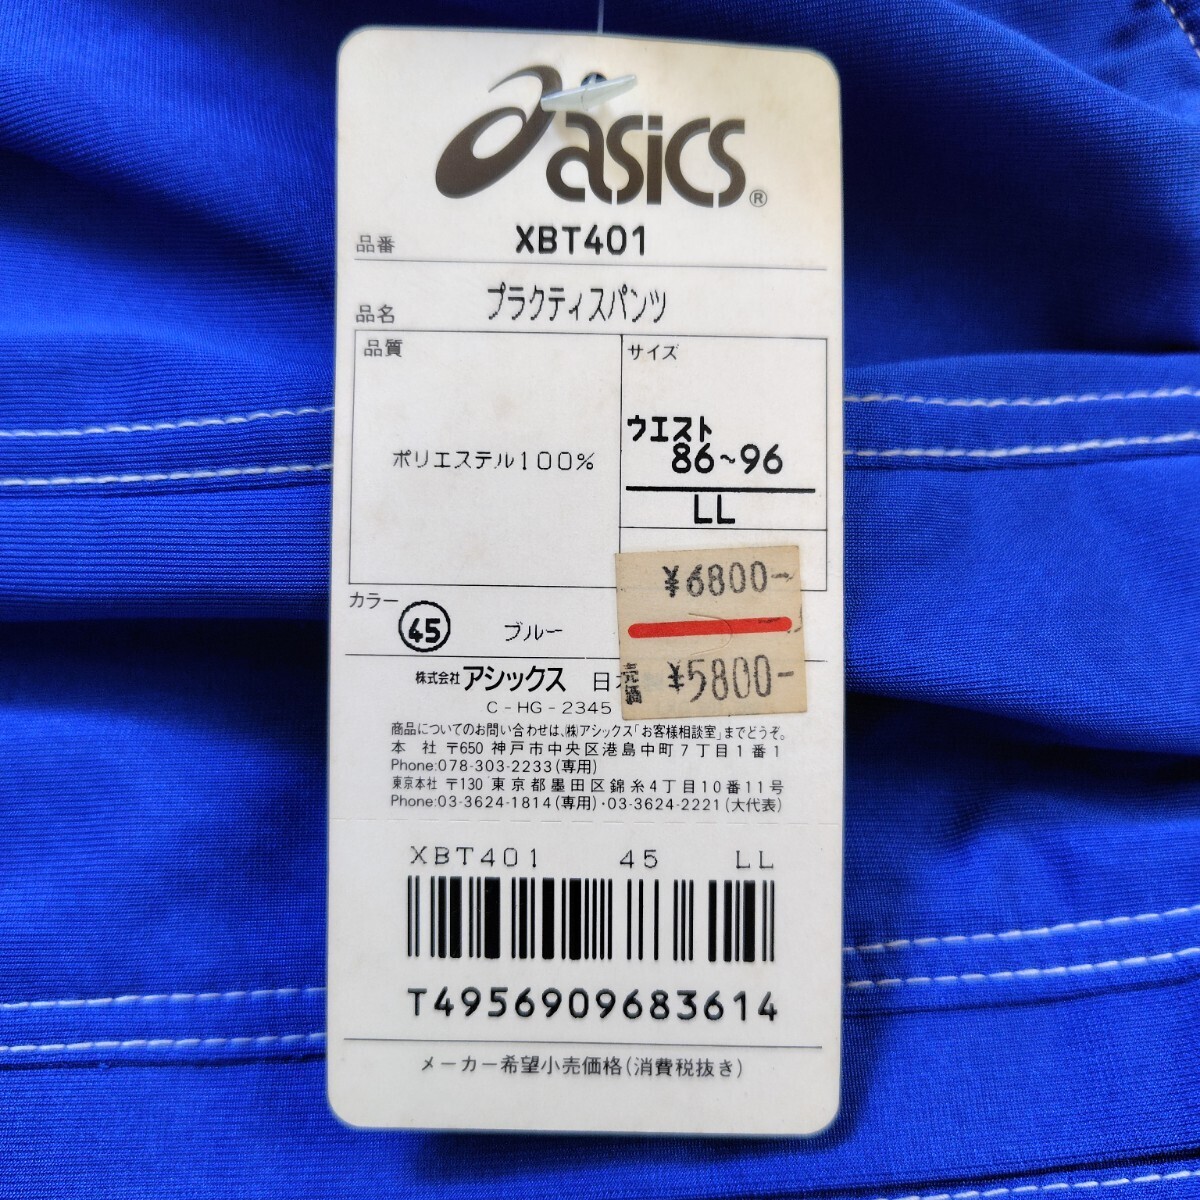 asics®
品番 XBT401
品名 プラクティスパンツ
品質
ポリエステル100%
サイズ
ウエスト
86~96
LL
¥6800-
売価 ¥5800-
カラー 45 ブルー
株式会社アシックス 日
C-HG-2345
商品についてのお問い合わせは、㈱アシックス「お客様相談室」までどうぞ。
本社 〒650 神戸市中央区港島中町7丁目1番1
Phone:078-303-2233(専用)
東京本社 〒130 東京都墨田区錦糸4丁目10番11号
Phone:03-3624-1814(専用)・03-3624-2221(大代表)
XBT401 45 LL
T4956909683614
メーカー希望小売価格(消費税抜き)